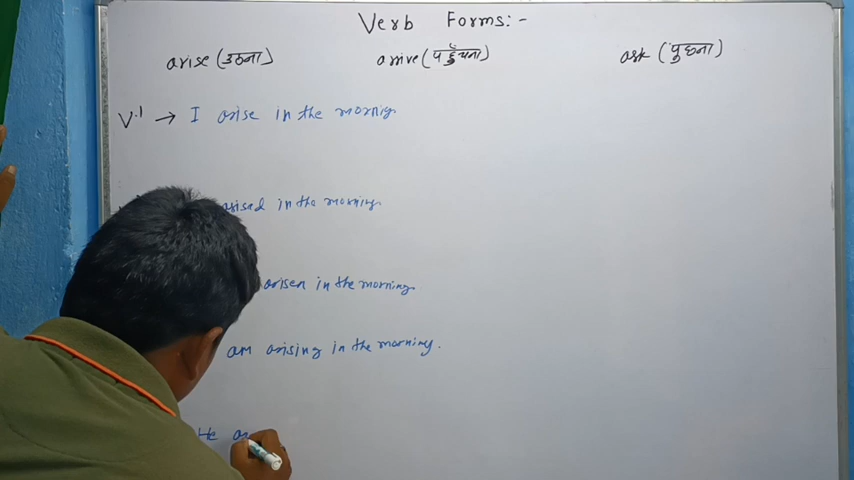 Verb Forms:-
arise (उठना) arrive (पहुँचना) ask (पुछना)
V.1 → I arise in the morning.
arised in the morning.
arisen in the morning.
am arising in the morning.
He